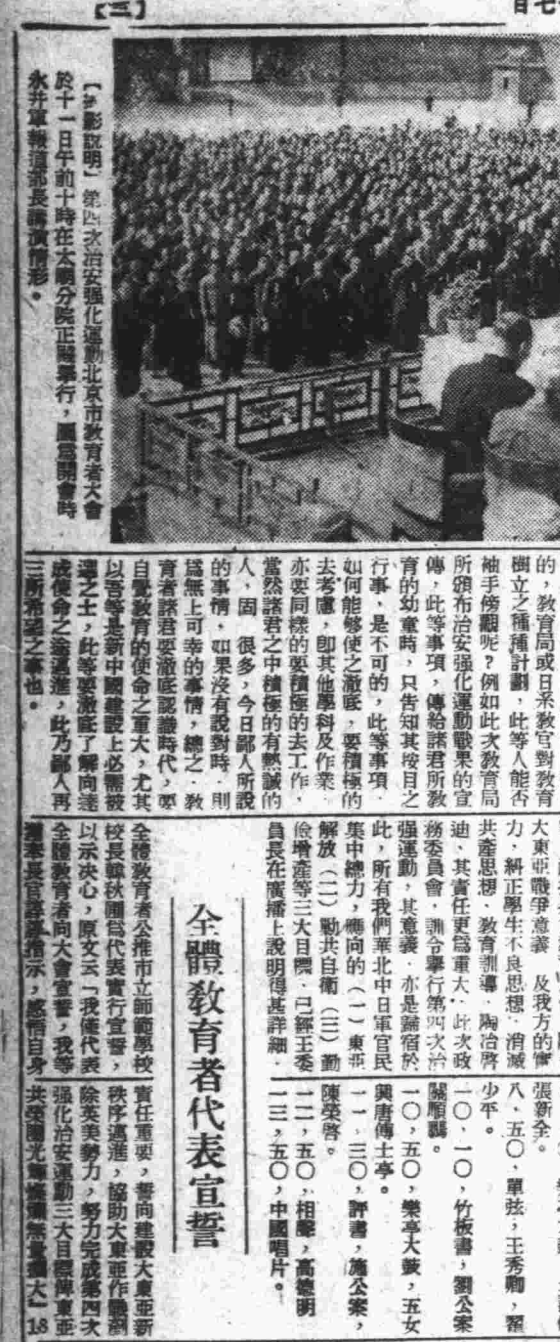 【三】
【攝影說明】第四次治安强化運動北京市教育者大會
於十一日午前十時在太廟分院正殿舉行，圖爲開會時
永井軍報道部長講演情形。
的，教育局或日系教官對教育
樹立之種種計劃，此等人能否
袖手傍觀呢？例如此次教育局
所頒布治安强化運動戰果的宣
傳，此等事項，傳給諸君所教
育的幼童時，只告知其按目之
行事，是不可的，此等事項，
如何能够使之澈底，要積極的
去考慮，卽其他學科及作業，
亦要同樣的要積極的去工作，
當然諸君之中積極的有熱誠的
人，固 很多，今日鄙人所說
的事情，如果沒有說對時，則
爲無上可幸的事情，總之，教
育者諸君要澈底認識時代，要
自覺教育的使命之重大，尤其
以吾等是新中國建設上必需被
選之士，此等要澈底了解向達
成使命之途邁進，此乃鄙人再
三所希望之事也。
大東亞戰爭意義 及我方的實
力，糾正學生不良思想，消滅
共產思想，教育訓導，陶冶啓
迪，其責任更爲重大，此次政
務委員會，訓令舉行第四次治
强運動，其意義，亦是歸宿於
此，所有我們華北中日軍官民
集中總力，應向的（一）東亞
解放（二）勦共自衛（三）勤
儉增產等三大目標，已經王委
員長在廣播上說明得甚詳細，
全體教育者代表宣誓
全體教育者公推市立師範學校
校長韓秋圃爲代表實行宣誓，
以示決心，原文云「我僅代表
全體教育者向大會宣誓，我等
長官諄諄指示，感悟自身
責任重要，誓向建設大東亞新
秩序邁進，協助大東亞作戰剷
除英美勢力，努力完成第四次
强化治安運動三大目標俾東亞
共榮圈光輝燦爛無量擴大」18
張新全。
八、五〇，單弦，王秀卿，翟
少平。
一〇、一〇，竹板書，劉公案
關順鵬。
一〇，五〇，樂亭大鼓，五女
興唐傳士亭。
一一、三〇，評書，施公案，
陳榮啓。
一二，五〇，相聲，高德明
一三，五〇，中國唱片。